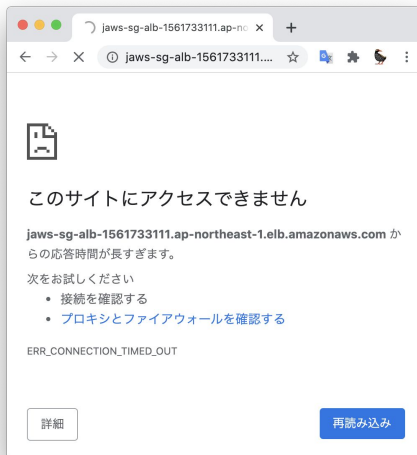 jaws-sg-alb-1561733111.ap-no
jaws-sg-alb-1561733111....
このサイトにアクセスできません
jaws-sg-alb-1561733111.ap-northeast-1.elb.amazonaws.com か
らの応答時間が長すぎます。
次をお試しください
• 接続を確認する
• プロキシとファイアウォールを確認する
ERR_CONNECTION_TIMED_OUT
詳細
再読み込み